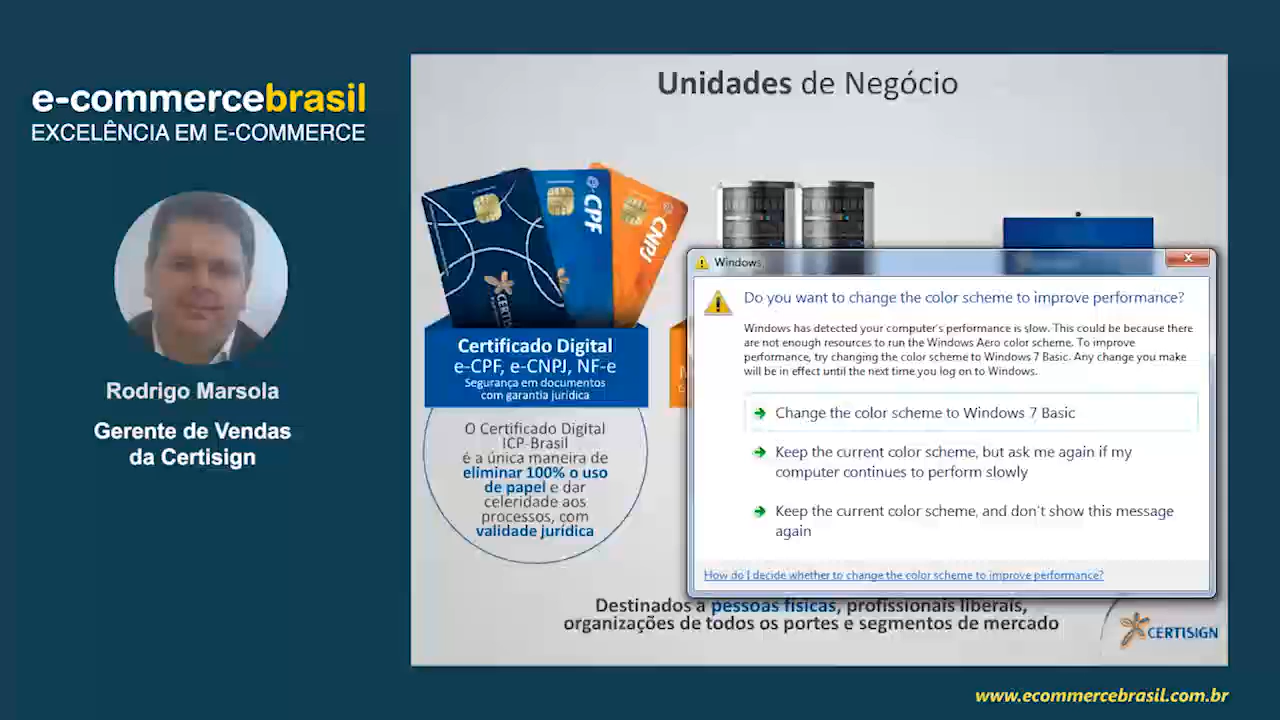 e-commercebrasil
EXCELÊNCIA EM E-COMMERCE
Rodrigo Marsola
Gerente de Vendas
da Certisign
Unidades de Negócio
e-CPF
CNPJ
CERTISIGN
Certificado Digital
e-CPF, e-CNPJ, NF-e
Segurança em documentos
com garantia jurídica
O Certificado Digital
ICP-Brasil
é a única maneira de
eliminar 100% o uso
de papel e dar
celeridade aos
processos, com
validade jurídica
Windows
Do you want to change the color scheme to improve performance?
Windows has detected your computer's performance is slow. This could be because there
are not enough resources to run the Windows Aero color scheme. To improve
performance, try changing the color scheme to Windows 7 Basic. Any change you make
will be in effect until the next time you log on to Windows.
Change the color scheme to Windows 7 Basic
Keep the current color scheme, but ask me again if my
computer continues to perform slowly
Keep the current color scheme, and don't show this message
again
How do I decide whether to change the color scheme to improve performance?
Destinados a pessoas físicas, profissionais liberais,
organizações de todos os portes e segmentos de mercado
CERTISIGN
www.ecommercebrasil.com.br